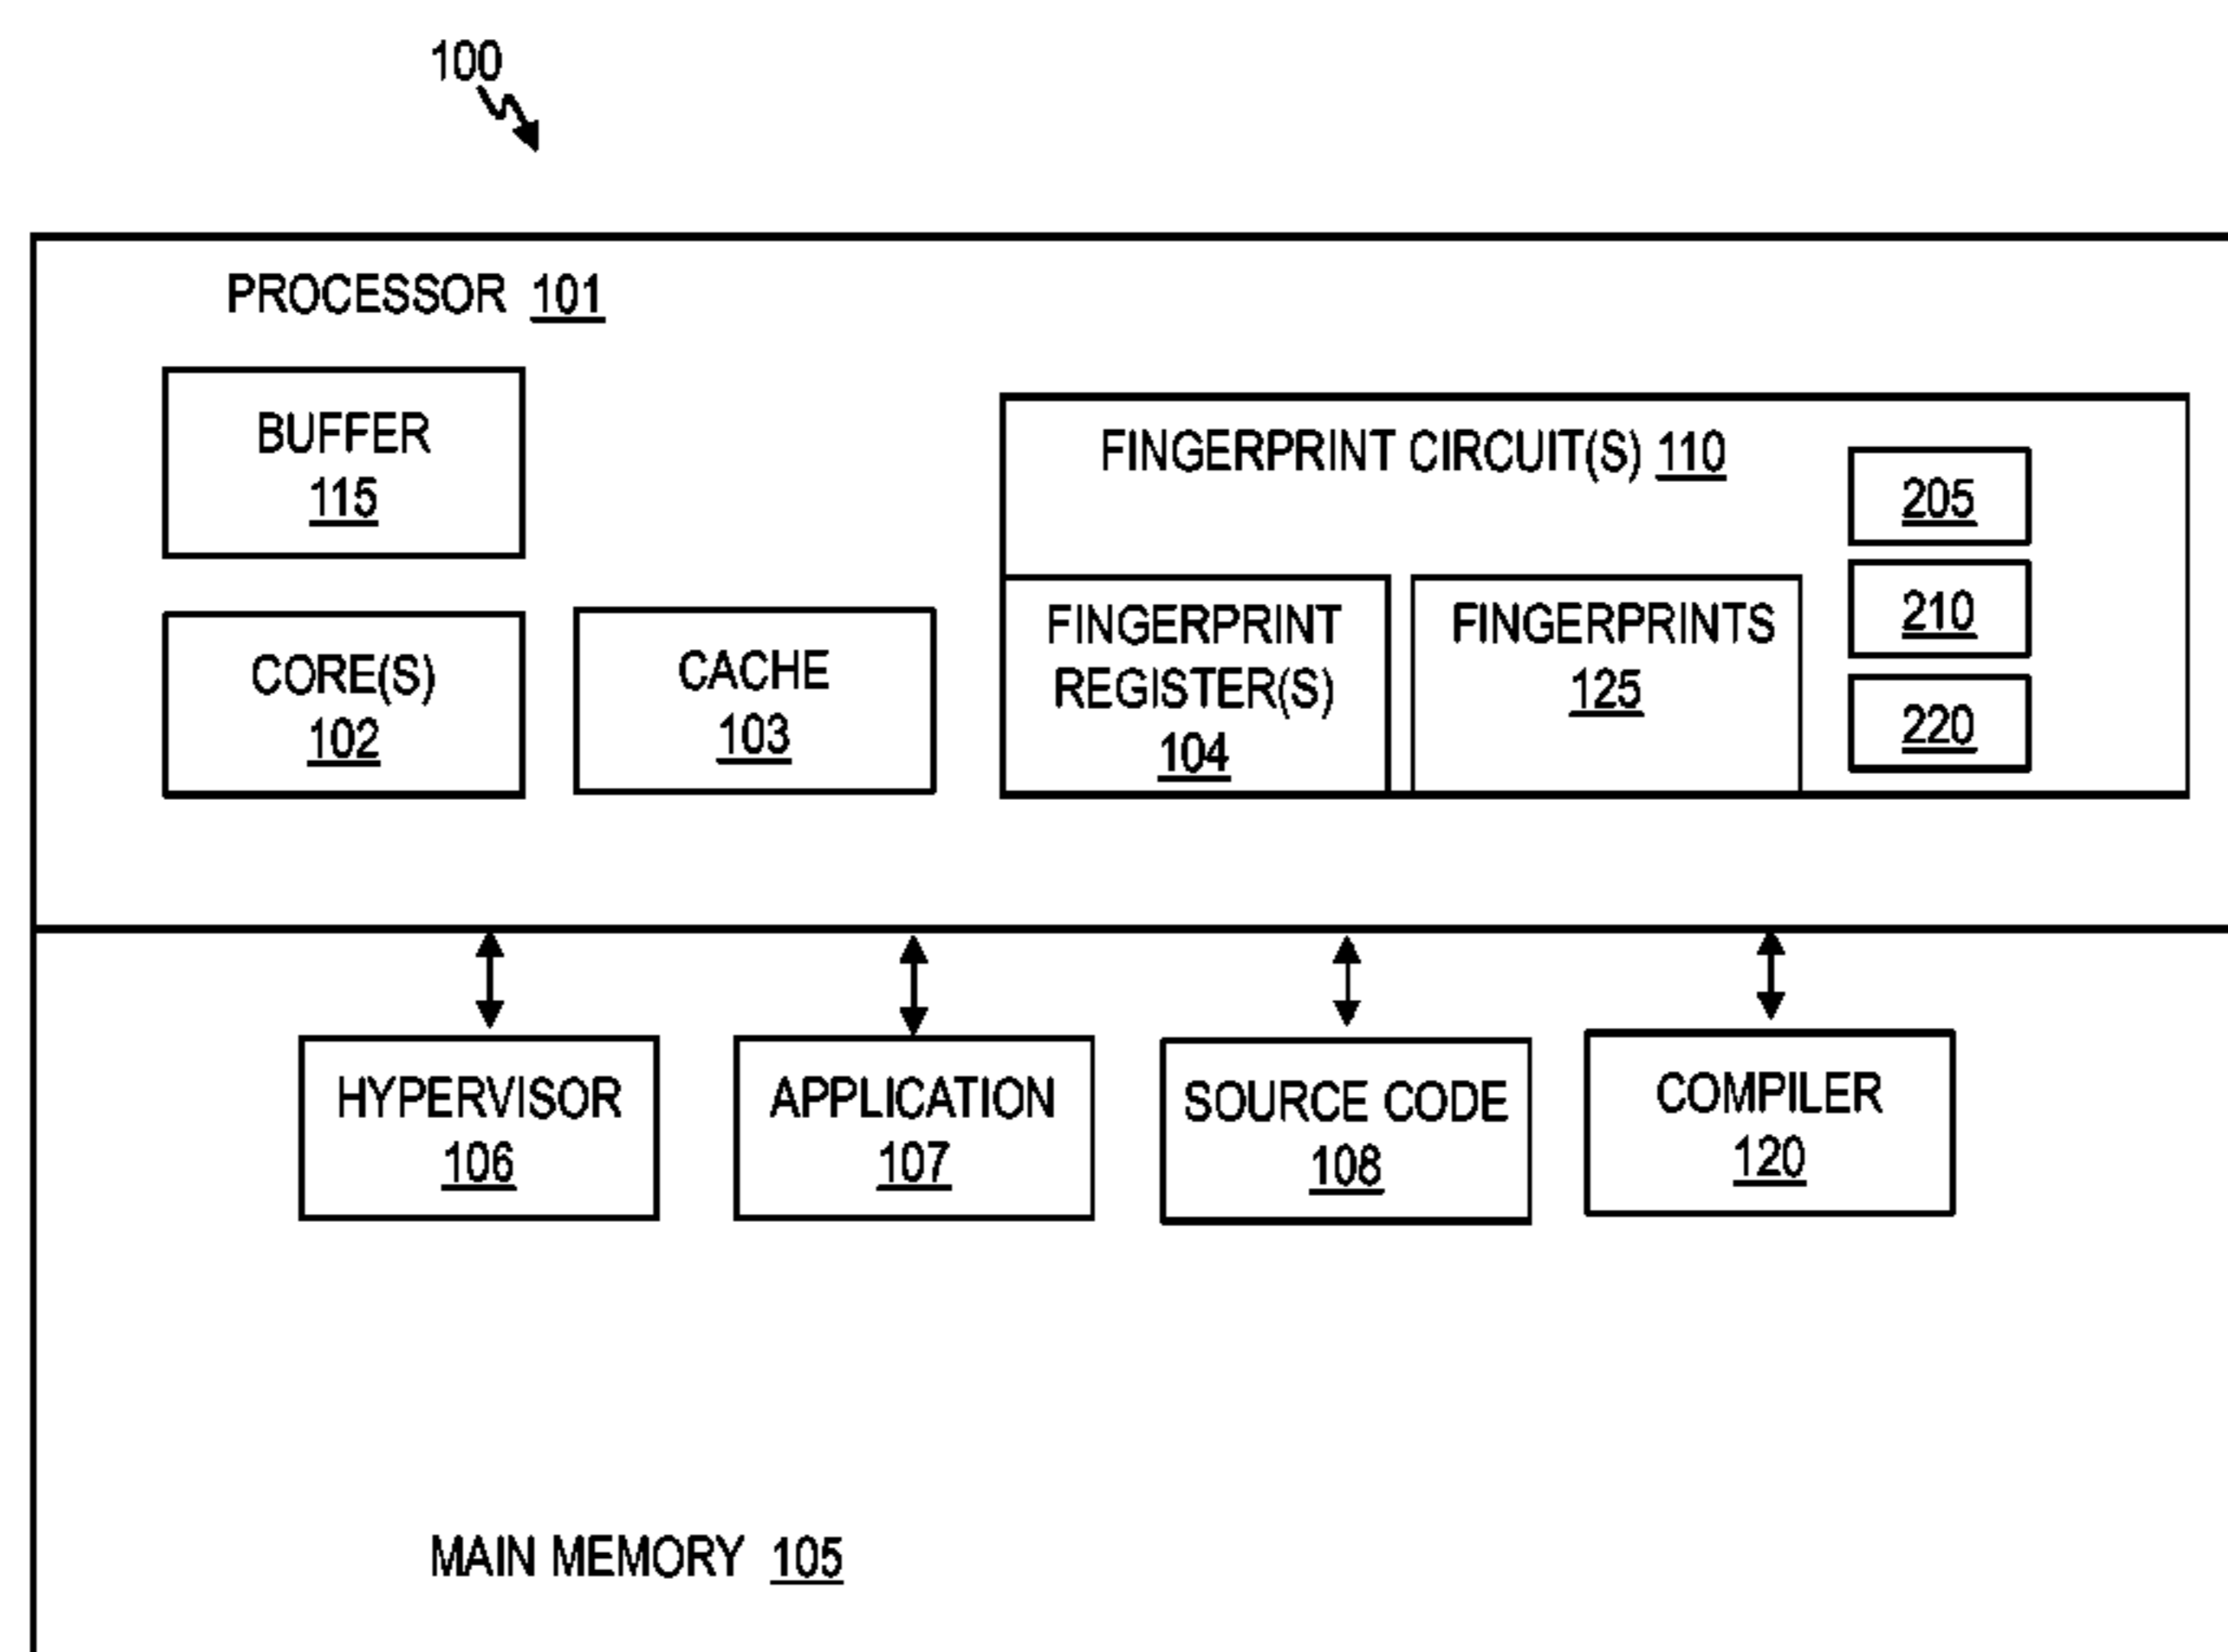 100
PROCESSOR 101
BUFFER
115
CORE(S)
102
CACHE
103
FINGERPRINT CIRCUIT(S) 110
FINGERPRINT
REGISTER(S)
104
FINGERPRINTS
125
205
210
220
HYPERVISOR
106
APPLICATION
107
SOURCE CODE
108
COMPILER
120
MAIN MEMORY 105